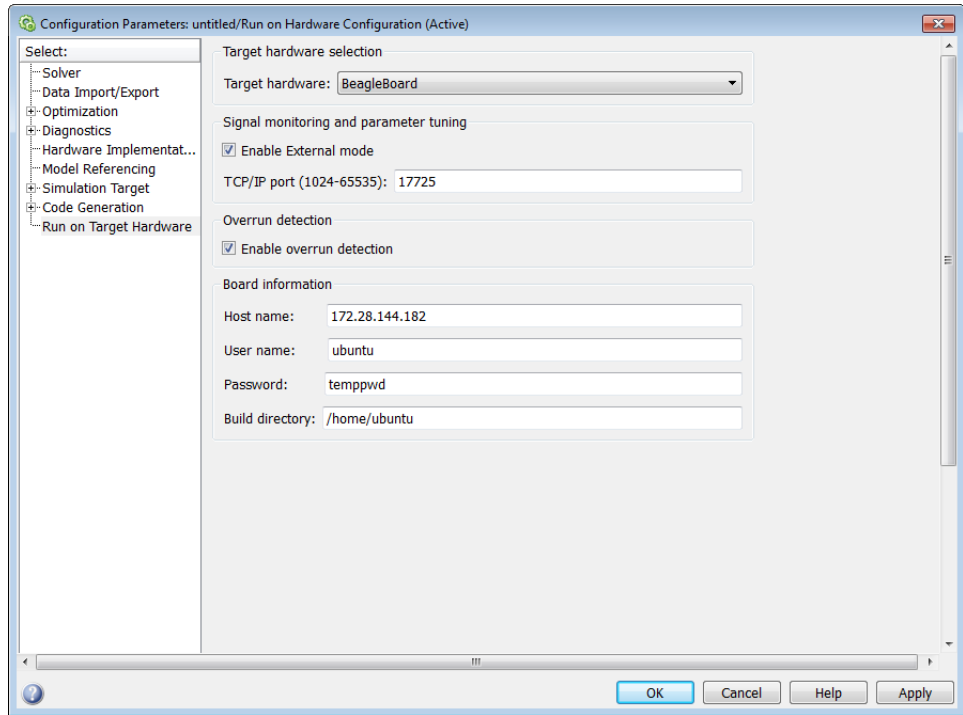 Configuration Parameters: untitled/Run on Hardware Configuration (Active)
Select:
Solver
Data Import/Export
Optimization
Diagnostics
Hardware Implementat...
Model Referencing
Simulation Target
Code Generation
Run on Target Hardware
Target hardware selection
Target hardware: BeagleBoard
Signal monitoring and parameter tuning
Enable External mode
TCP/IP port (1024-65535): 17725
Overrun detection
Enable overrun detection
Board information
Host name: 172.28.144.182
User name: ubuntu
Password: temppwd
Build directory: /home/ubuntu
OK Cancel Help Apply